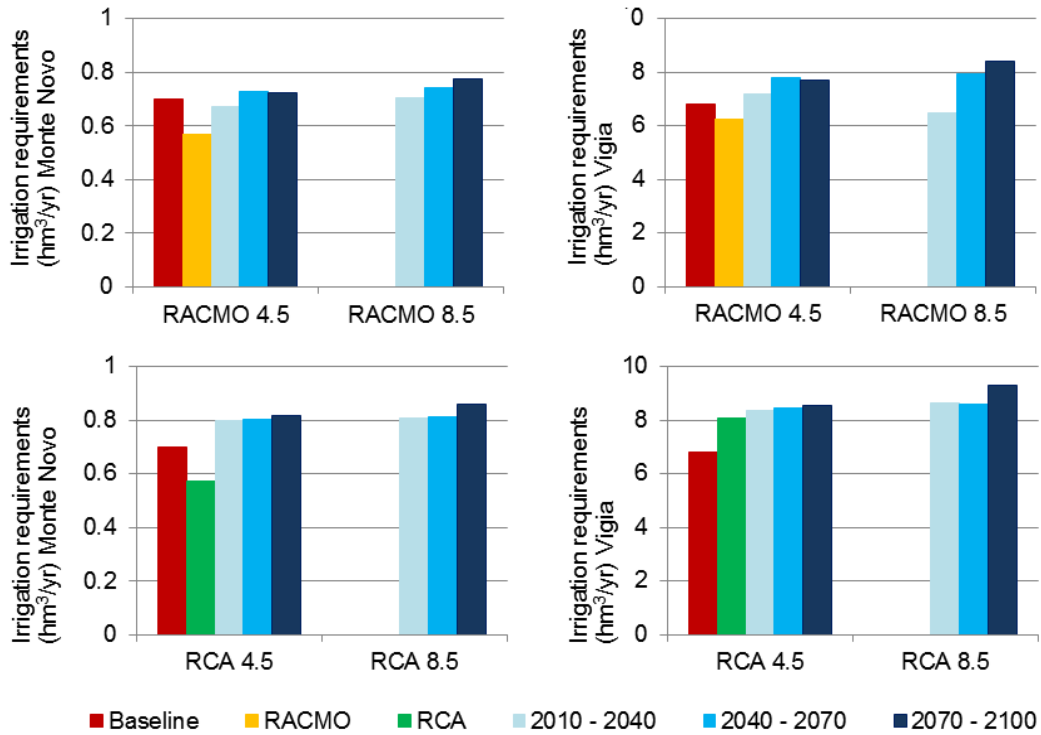 Irrigation requirements
(hm³/yr) Monte Novo
1
0.8
0.6
0.4
0.2
0
RACMO 4.5 RACMO 8.5
Irrigation requirements
(hm³/yr) Vigia
0
8
6
4
2
0
RACMO 4.5 RACMO 8.5
Irrigation requirements
(hm³/yr) Monte Novo
1
0.8
0.6
0.4
0.2
0
RCA 4.5 RCA 8.5
Irrigation requirements
(hm³/yr) Vigia
10
8
6
4
2
0
RCA 4.5 RCA 8.5
Baseline RACMO RCA 2010 - 2040 2040 - 2070 2070 - 2100